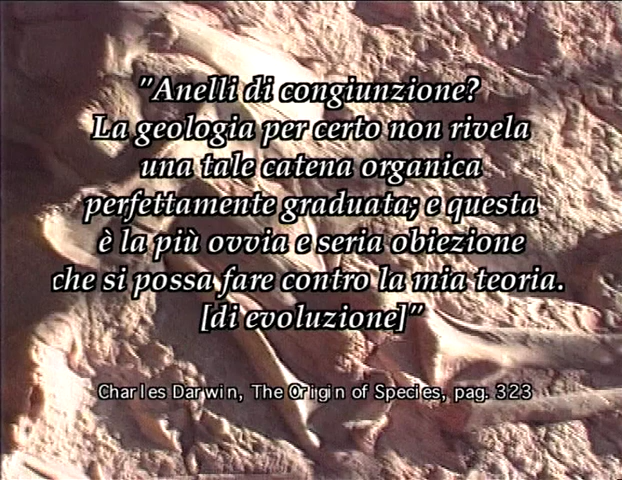 "Anelli di congiunzione?
La geologia per certo non rivela
una tale catena organica
perfettamente graduata; e questa
è la più ovvia e seria obiezione
che si possa fare contro la mia teoria.
[di evoluzione]"
Charles Darwin, The Origin of Species, pag. 323